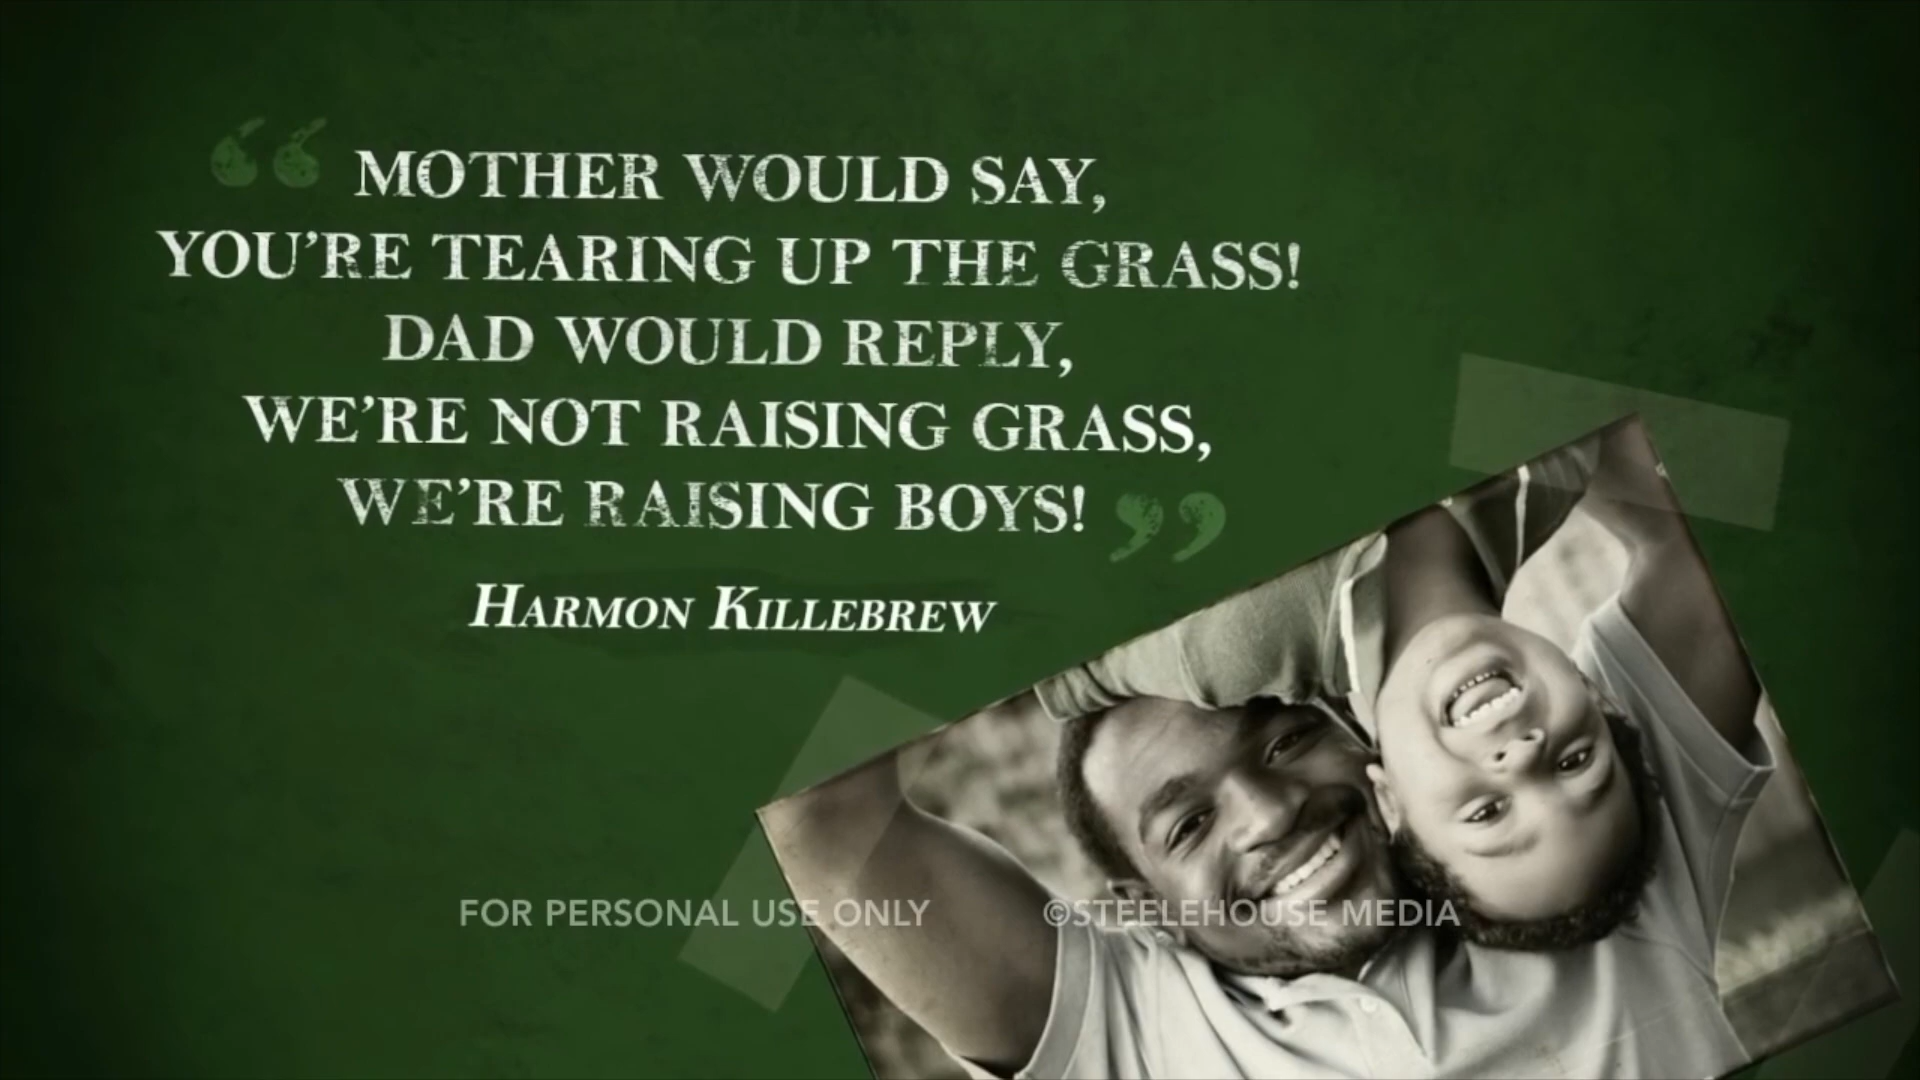 “MOTHER WOULD SAY,
YOU’RE TEARING UP THE GRASS!
DAD WOULD REPLY,
WE’RE NOT RAISING GRASS,
WE’RE RAISING BOYS!”
HARMON KILLEBREW
FOR PERSONAL USE ONLY ©STEELEHOUSE MEDIA